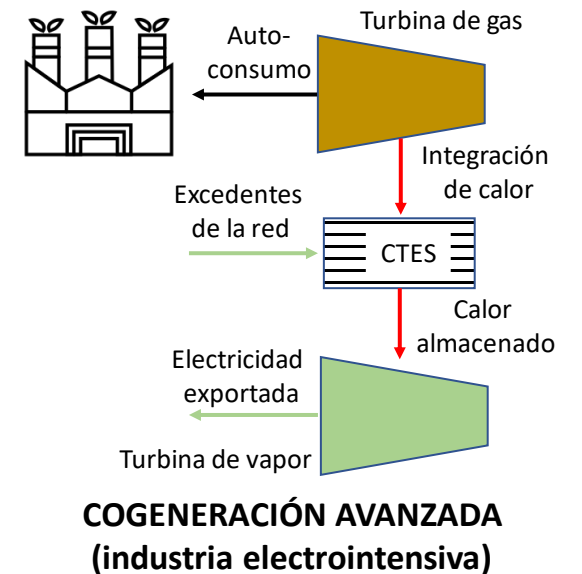 Turbina de gas
Auto-
consumo
Integración
de calor
Excedentes
de la red
CTES
Calor
almacenado
Electricidad
exportada
Turbina de vapor
COGENERACIÓN AVANZADA
(industria electrointensiva)